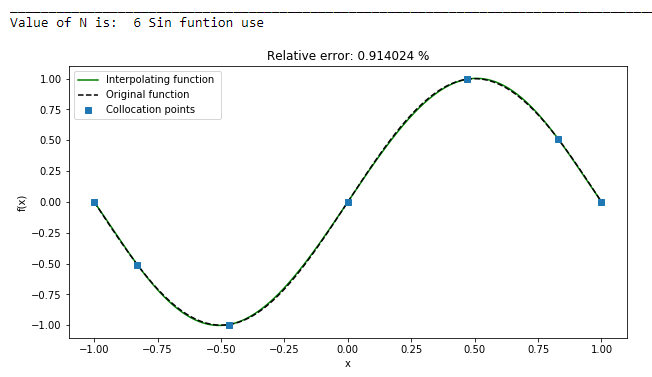 Value of N is:  6 Sin funtion use
Relative error: 0.914024 %
Interpolating function
Original function
Collocation points
f(x)
1.00
0.75
0.50
0.25
0.00
−0.25
−0.50
−0.75
−1.00
−1.00 −0.75 −0.50 −0.25 0.00 0.25 0.50 0.75 1.00
x